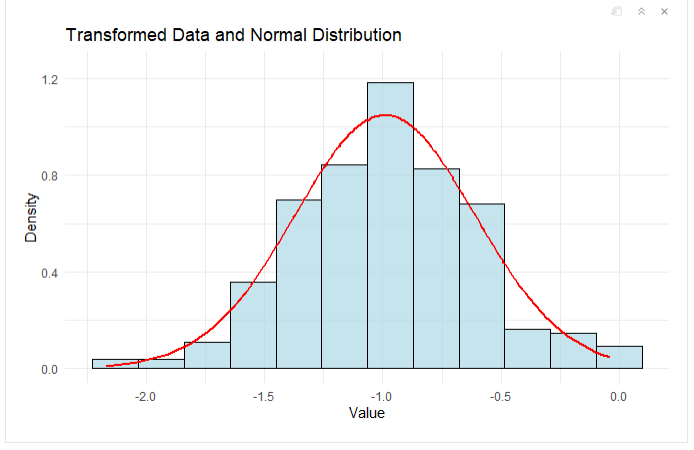 Transformed Data and Normal Distribution
1.2
0.8
0.4
0.0
Density
-2.0 -1.5 -1.0 -0.5 0.0
Value